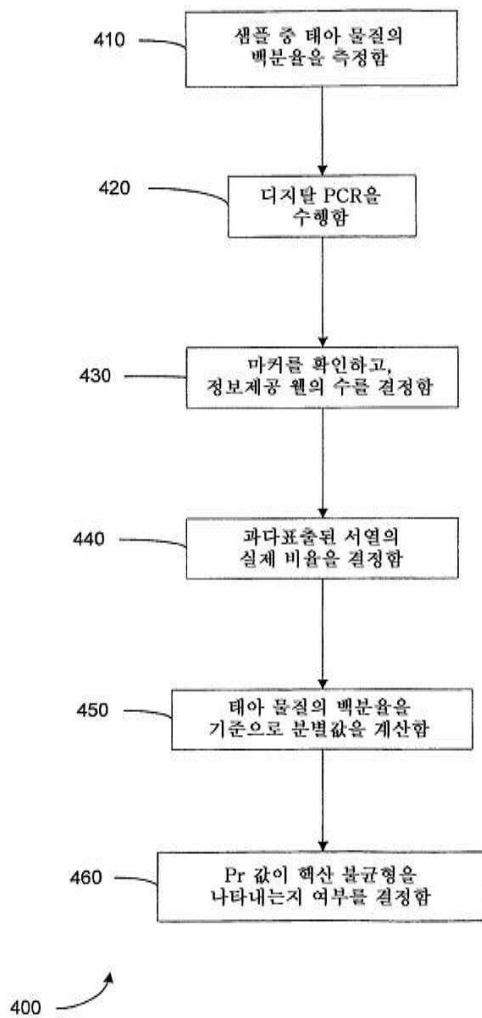 410
샘플 중 태아 물질의
백분율을 측정함
420
디지탈 PCR을
수행함
430
마커를 확인하고,
정보제공 웰의 수를 결정함
440
과다표출된 서열의
실제 비율을 결정함
450
태아 물질의 백분율을
기준으로 분별값을 계산함
460
Pr 값이 핵산 불균형을
나타내는지 여부를 결정함
400